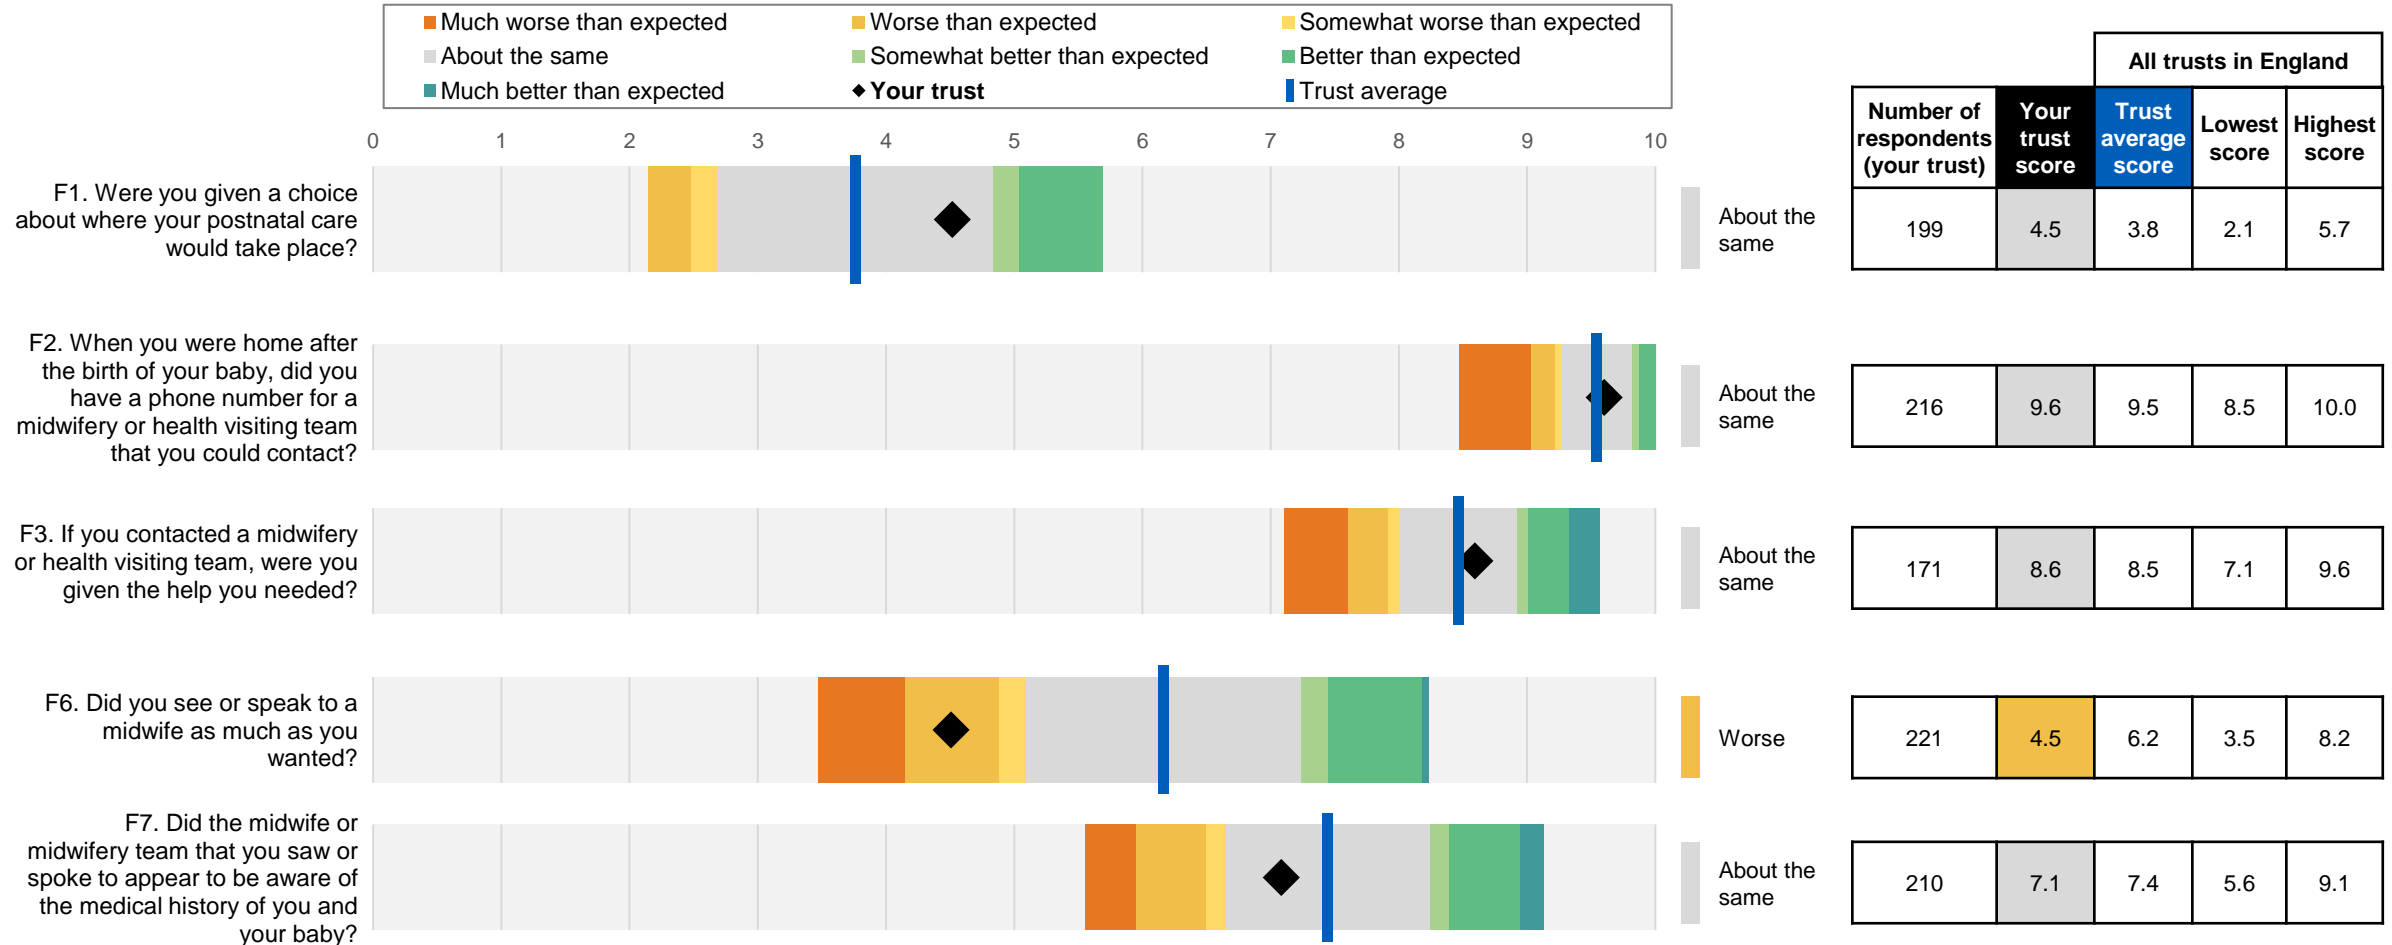 Much worse than expected
Worse than expected
Somewhat worse than expected
About the same
Somewhat better than expected
Better than expected
Much better than expected
Your trust
Trust average
All trusts in England
Number of
respondents
(your trust)
Your
trust
score
Trust
average
score
Lowest
score
Highest
score
0 1 2 3 4 5 6 7 8 9 10
F1. Were you given a choice
about where your postnatal care
would take place?
About the
same
199 4.5 3.8 2.1 5.7
F2. When you were home after
the birth of your baby, did you
have a phone number for a
midwifery or health visiting team
that you could contact?
About the
same
216 9.6 9.5 8.5 10.0
F3. If you contacted a midwifery
or health visiting team, were you
given the help you needed?
About the
same
171 8.6 8.5 7.1 9.6
F6. Did you see or speak to a
midwife as much as you
wanted?
Worse
221 4.5 6.2 3.5 8.2
F7. Did the midwife or
midwifery team that you saw or
spoke to appear to be aware of
the medical history of you and
your baby?
About the
same
210 7.1 7.4 5.6 9.1